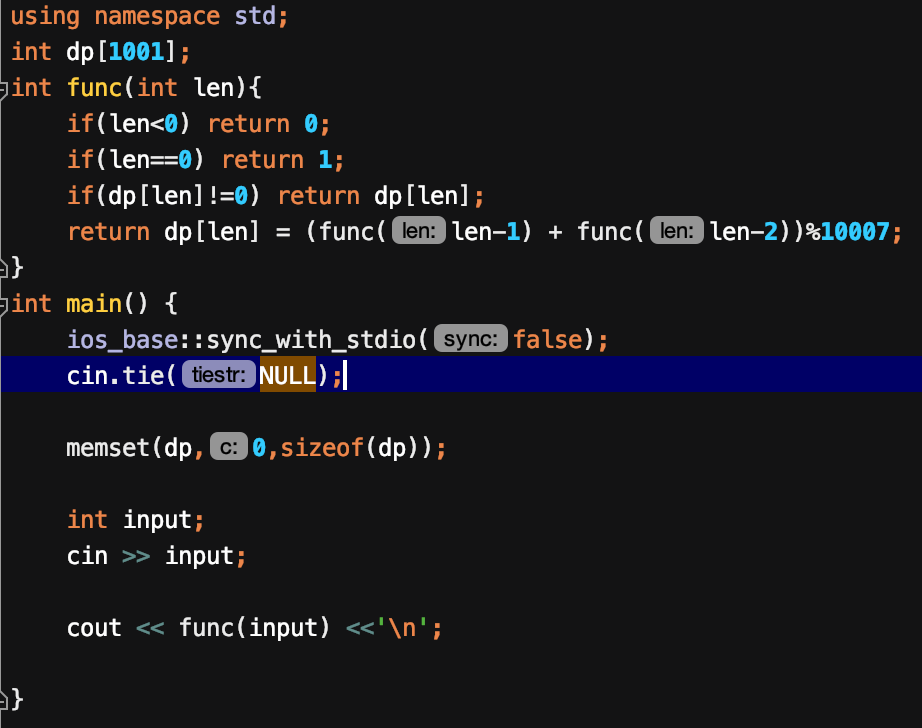 using namespace std;
int dp[1001];
int func(int len){
    if(len<0) return 0;
    if(len==0) return 1;
    if(dp[len]!=0) return dp[len];
    return dp[len] = (func( len: len-1) + func( len: len-2))%10007;
}
int main() {
    ios_base::sync_with_stdio( sync: false);
    cin.tie( tiestr: NULL);
    memset(dp, c: 0,sizeof(dp));
    int input;
    cin >> input;
    cout << func(input) <<'\n';
}